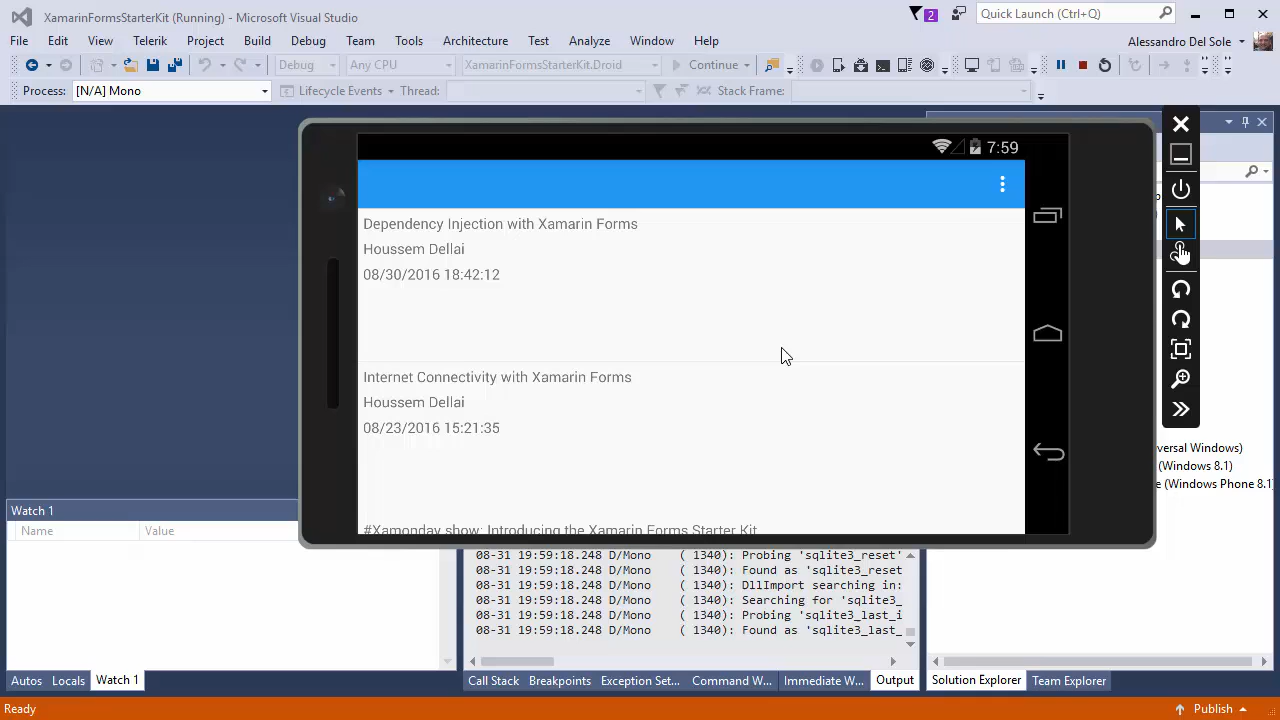 XamarinFormsStarterKit (Running) - Microsoft Visual Studio
2
Quick Launch (Ctrl+Q)
File Edit View Telerik Project Build Debug Team Tools Architecture Test Analyze Window Help
Alessandro Del Sole
Debug Any CPU XamarinFormsStarterKit.Droid Continue
Process: [N/A] Mono Lifecycle Events Thread: Stack Frame:
7:59
Dependency Injection with Xamarin Forms
Houssem Dellai
08/30/2016 18:42:12
Internet Connectivity with Xamarin Forms
Houssem Dellai
08/23/2016 15:21:35
versal Windows)
(Windows 8.1)
e (Windows Phone 8.1)
#Xamonday show: Introducing the Xamarin Forms Starter Kit
Watch 1
Name Value
08-31 19:59:18.248 D/Mono ( 1340): Probing 'sqlite3_reset'
08-31 19:59:18.248 D/Mono ( 1340): Found as 'sqlite3_reset
08-31 19:59:18.248 D/Mono ( 1340): DllImport searching in:
08-31 19:59:18.248 D/Mono ( 1340): Searching for 'sqlite3_
08-31 19:59:18.248 D/Mono ( 1340): Probing 'sqlite3_last_i
08-31 19:59:18.248 D/Mono ( 1340): Found as 'sqlite3_last_
Autos Locals Watch 1
Call Stack Breakpoints Exception Set... Command W... Immediate W... Output
Solution Explorer Team Explorer
Ready
Publish